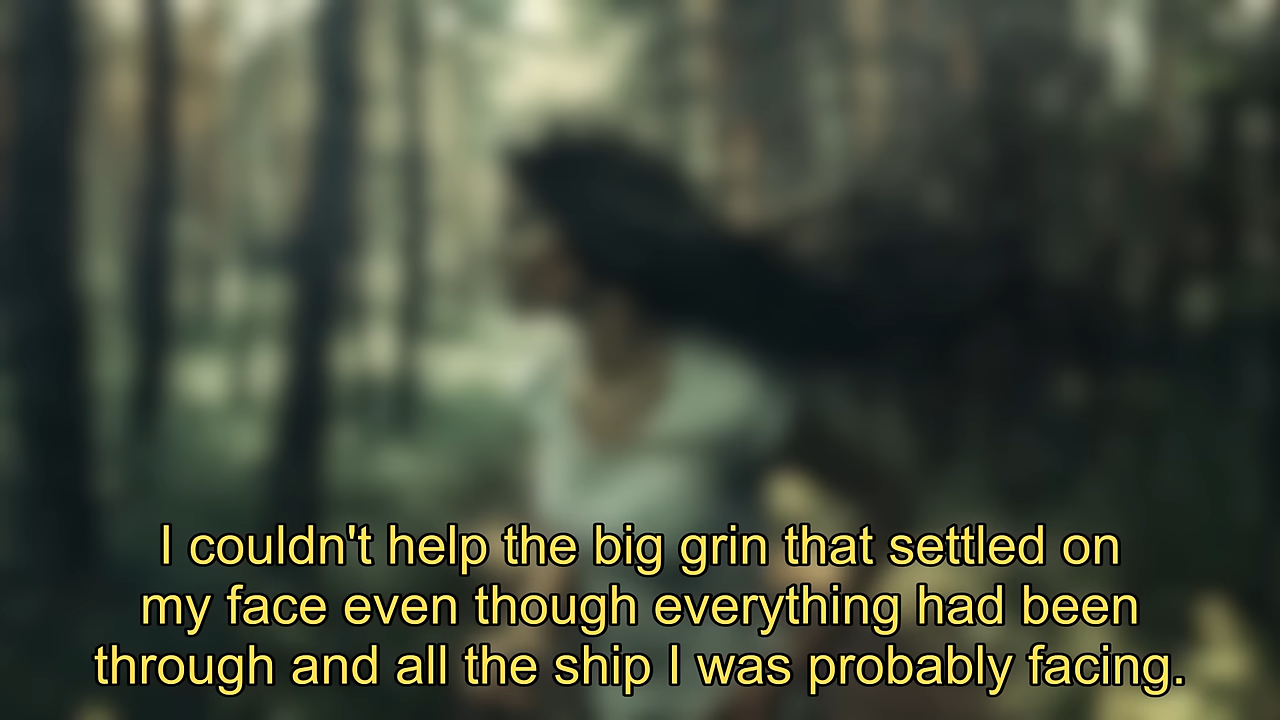 I couldn't help the big grin that settled on
my face even though everything had been
through and all the ship I was probably facing.